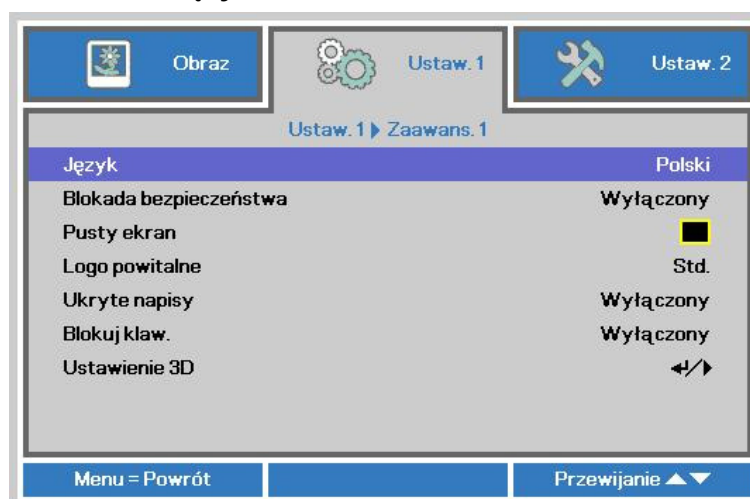 Obraz
Ustaw. 1
Ustaw. 2
Ustaw. 1 ▶ Zaawans. 1
Język Polski
Blokada bezpieczeństwa Wyłączony
Pusty ekran
Logo powitalne Std.
Ukryte napisy Wyłączony
Blokuj klaw. Wyłączony
Ustawienie 3D ↵/▶
Menu = Powrót
Przewijanie ▲▼